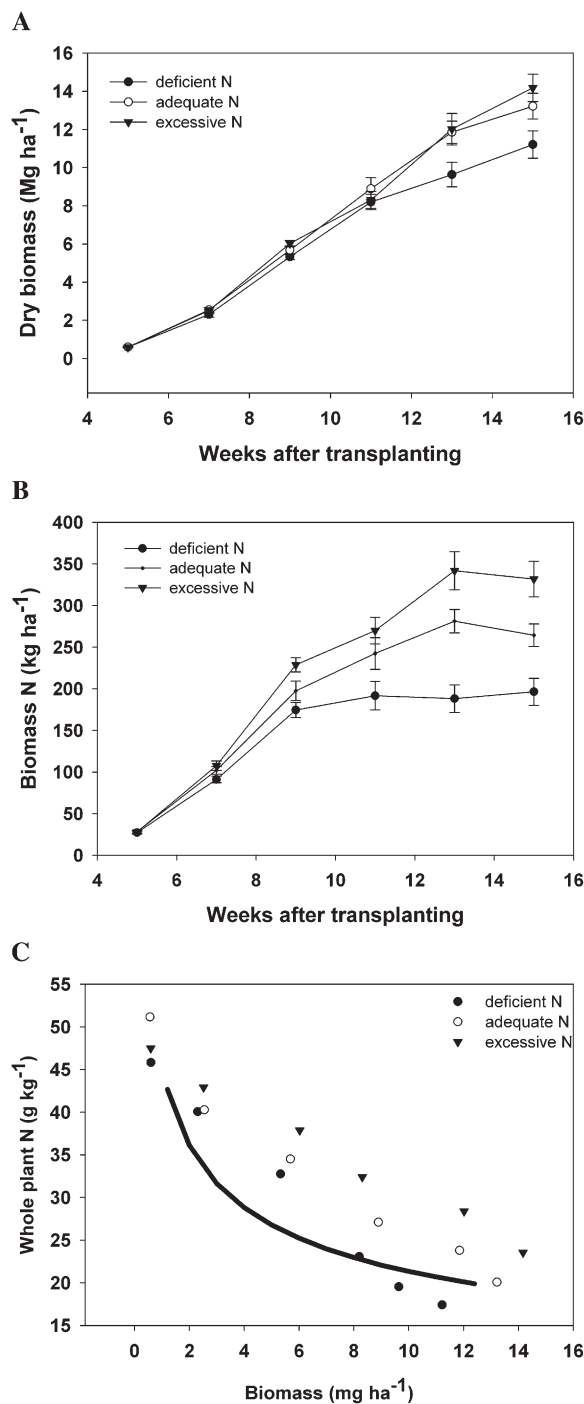 A
Dry biomass (Mg ha⁻¹)
16
14
12
10
8
6
4
2
0
deficient N
adequate N
excessive N
4 6 8 10 12 14 16
Weeks after transplanting
B
Biomass N (kg ha⁻¹)
400
350
300
250
200
150
100
50
0
deficient N
adequate N
excessive N
4 6 8 10 12 14 16
Weeks after transplanting
C
Whole plant N (g kg⁻¹)
55
50
45
40
35
30
25
20
15
deficient N
adequate N
excessive N
0 2 4 6 8 10 12 14 16
Biomass (mg ha⁻¹)